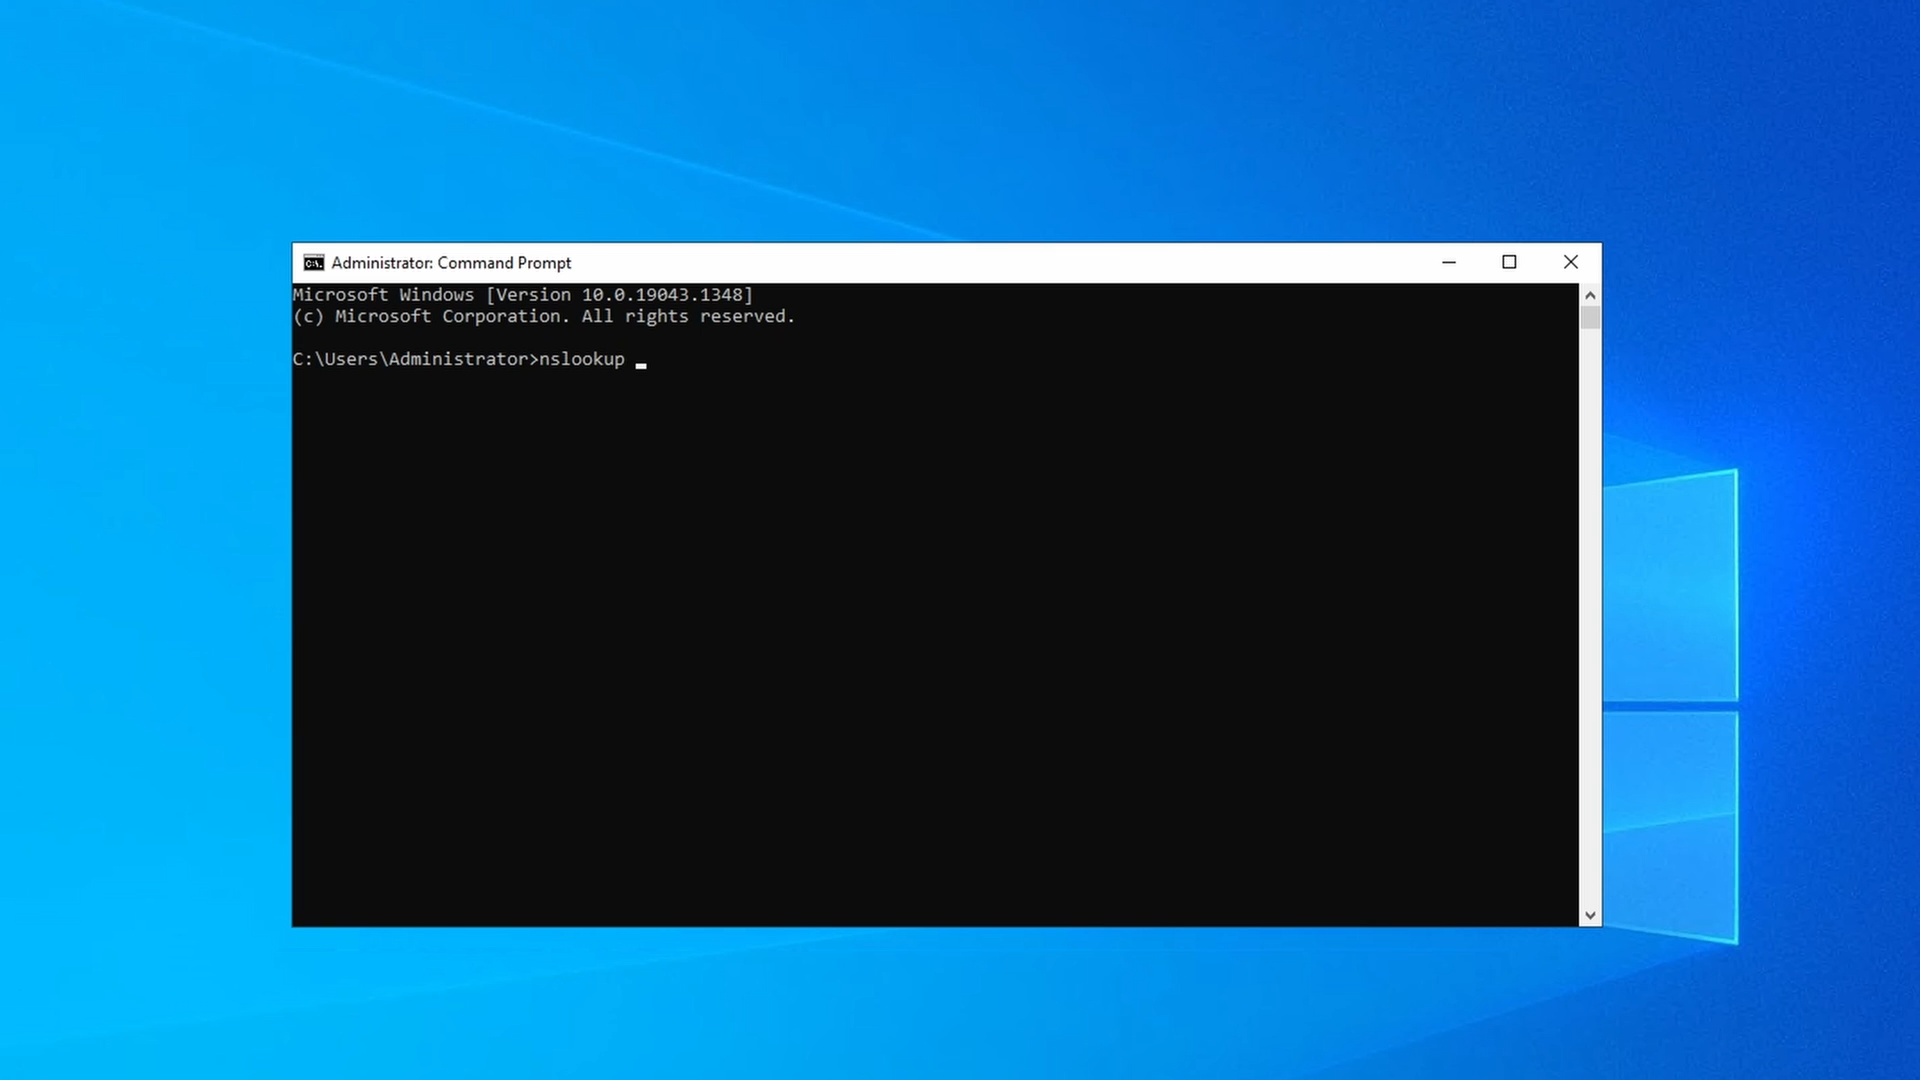 Administrator: Command Prompt
Microsoft Windows [Version 10.0.19043.1348]
(c) Microsoft Corporation. All rights reserved.
C:\Users\Administrator>nslookup